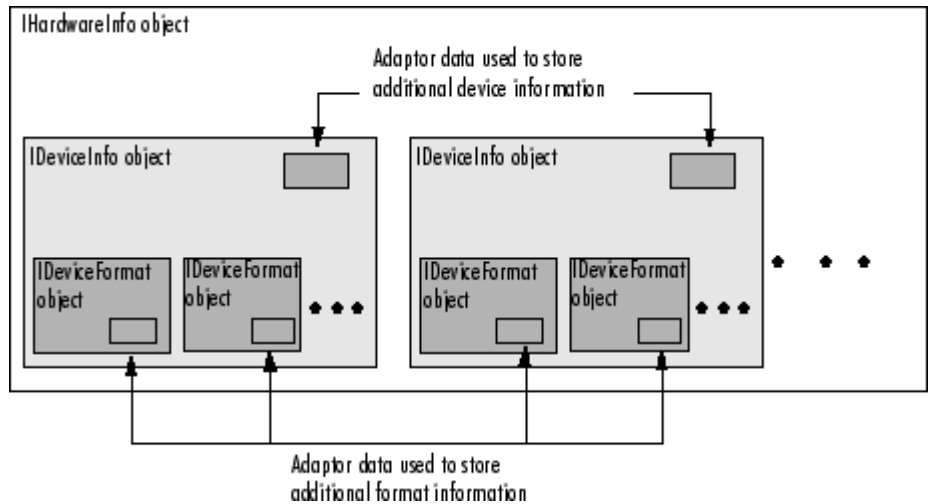 IHardwareInfo object
Adaptor data used to store
additional device information
IDeviceInfo object
IDeviceInfo object
IDeviceFormat
object
IDeviceFormat
object
IDeviceFormat
object
IDeviceFormat
object
Adaptor data used to store
additional format information